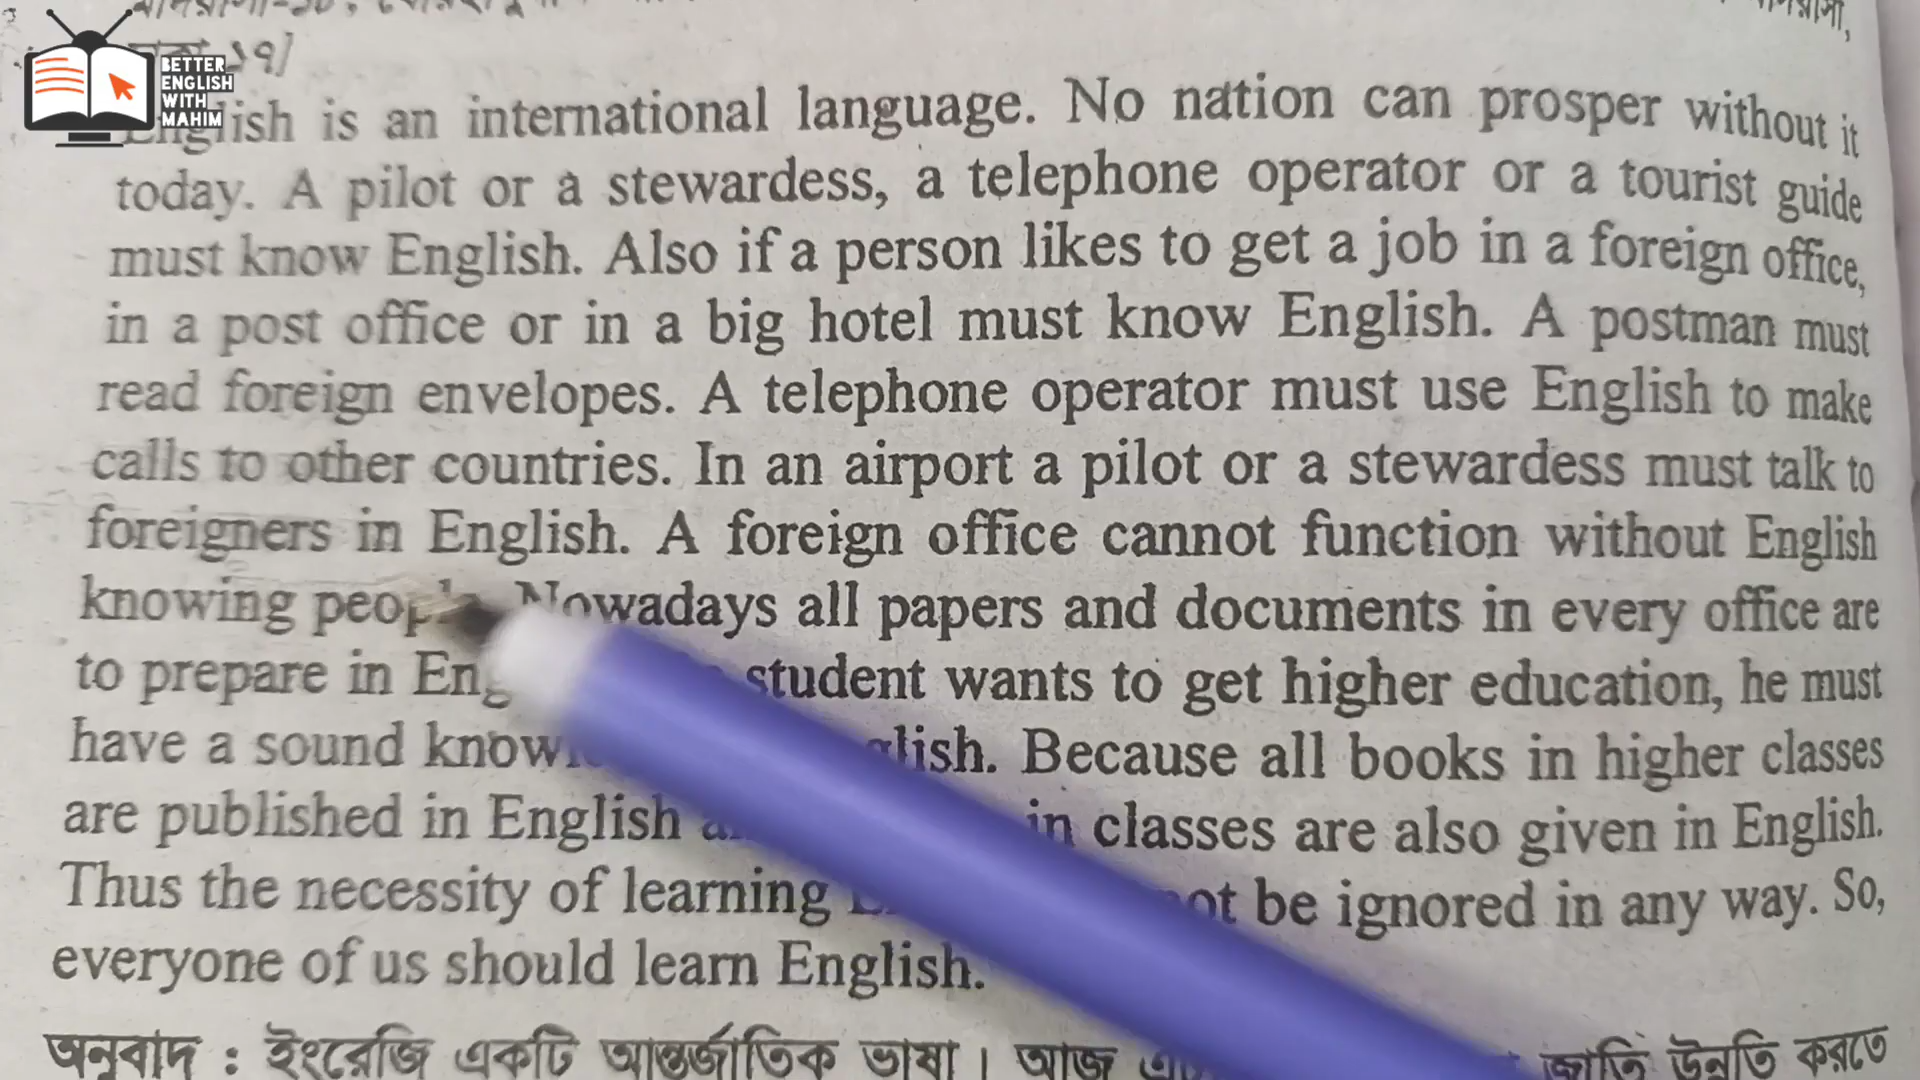 BETTER
ENGLISH
WITH
MAHIM
English is an international language. No nation can prosper without it
today. A pilot or a stewardess, a telephone operator or a tourist guide
must know English. Also if a person likes to get a job in a foreign office,
in a post office or in a big hotel must know English. A postman must
read foreign envelopes. A telephone operator must use English to make
calls to other countries. In an airport a pilot or a stewardess must talk to
foreigners in English. A foreign office cannot function without English
knowing people. Nowadays all papers and documents in every office are
to prepare in Eng student wants to get higher education, he must
have a sound knowl glish. Because all books in higher classes
are published in English in classes are also given in English.
Thus the necessity of learning not be ignored in any way. So,
everyone of us should learn English.
অনুবাদ : ইংরেজি একটি আন্তর্জাতিক ভাষা। আজ জাতি উন্নতি করতে